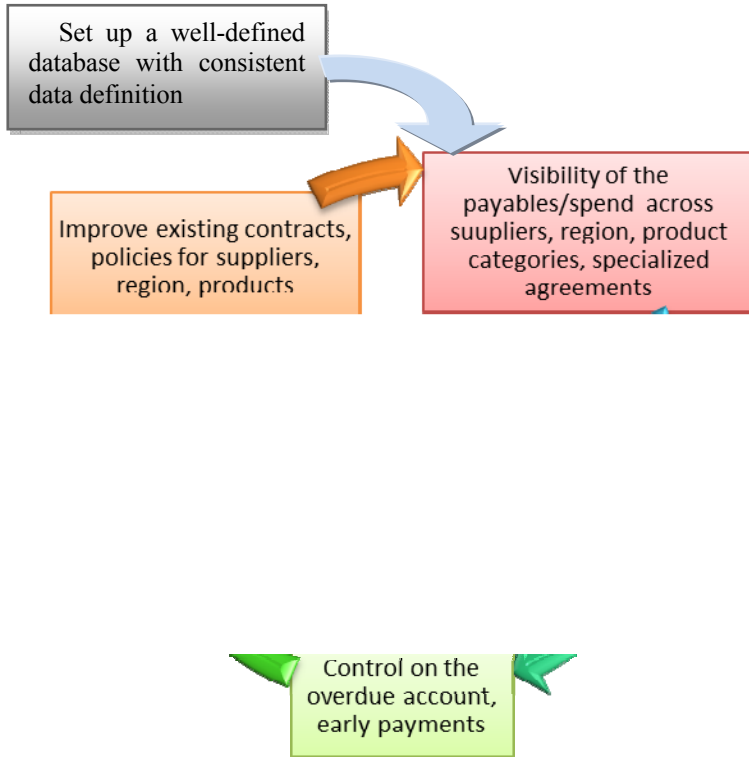 Set up a well-defined
database with consistent
data definition
Visibility of the
payables/spend across
suupliers, region, product
categories, specialized
agreements
Improve existing contracts,
policies for suppliers,
region, products
Control on the
overdue account,
early payments